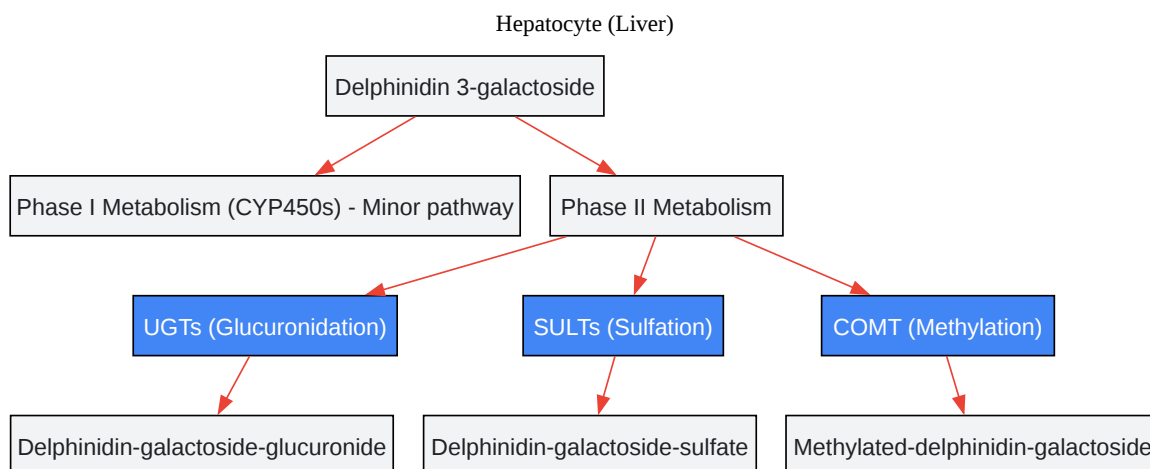 Hepatocyte (Liver)
Delphinidin 3-galactoside
Phase I Metabolism (CYP450s) - Minor pathway
Phase II Metabolism
UGTs (Glucuronidation)
SULTs (Sulfation)
COMT (Methylation)
Delphinidin-galactoside-glucuronide
Delphinidin-galactoside-sulfate
Methylated-delphinidin-galactoside